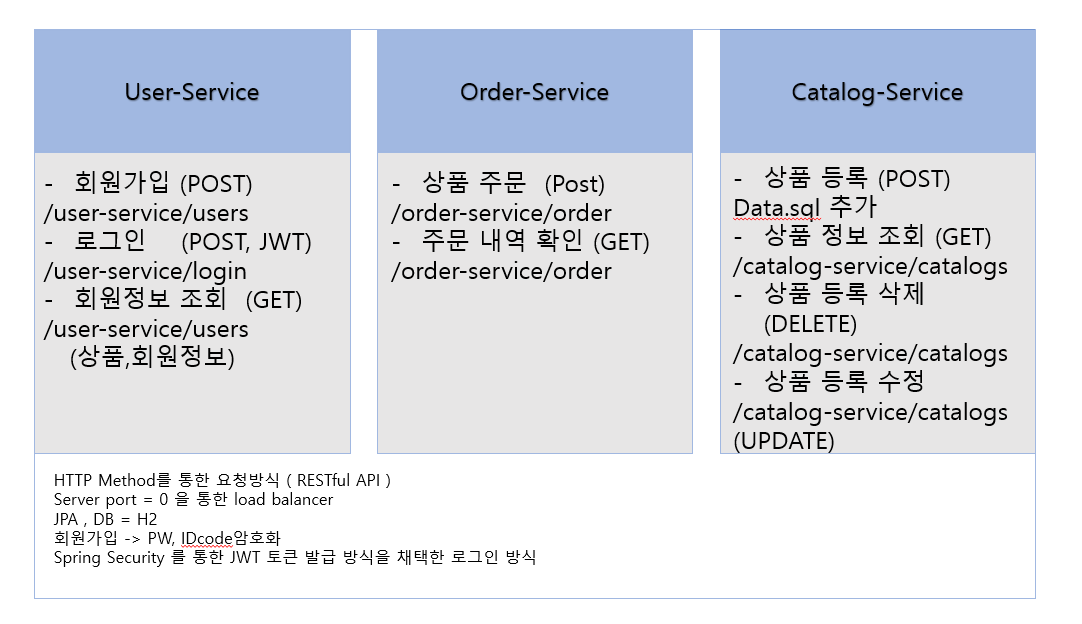 User-Service
- 회원가입 (POST)
/user-service/users
- 로그인 (POST, JWT)
/user-service/login
- 회원정보 조회 (GET)
/user-service/users
(상품,회원정보)
Order-Service
- 상품 주문 (Post)
/order-service/order
- 주문 내역 확인 (GET)
/order-service/order
Catalog-Service
- 상품 등록 (POST)
Data.sql 추가
- 상품 정보 조회 (GET)
/catalog-service/catalogs
- 상품 등록 삭제
(DELETE)
/catalog-service/catalogs
- 상품 등록 수정
/catalog-service/catalogs
(UPDATE)
HTTP Method를 통한 요청방식 ( RESTful API )
Server port = 0 을 통한 load balancer
JPA , DB = H2
회원가입 -> PW, IDcode암호화
Spring Security 를 통한 JWT 토큰 발급 방식을 채택한 로그인 방식